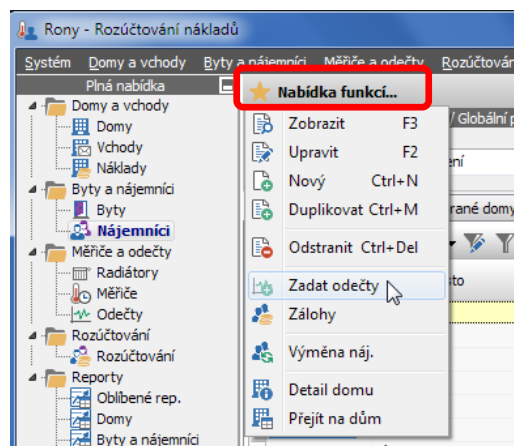 Rony - Rozúčtování nákladů
Systém Domy a vchody Byty a nájemníci Měřiče a odečty
Plná nabídka
Nabídka funkcí...
Domy a vchody
Domy
Vchody
Náklady
Byty a nájemníci
Byty
Nájemníci
Měřiče a odečty
Radiátory
Měřiče
Odečty
Rozúčtování
Rozúčtování
Reporty
Oblíbené rep.
Domy
Byty a nájemníci
Zobrazit F3
Upravit F2
Nový Ctrl+N
Duplikovat Ctrl+M
Odstranit Ctrl+Del
Zadat odečty
Zálohy
Výměna náj.
Detail domu
Přejít na dům
/ Globální
domy